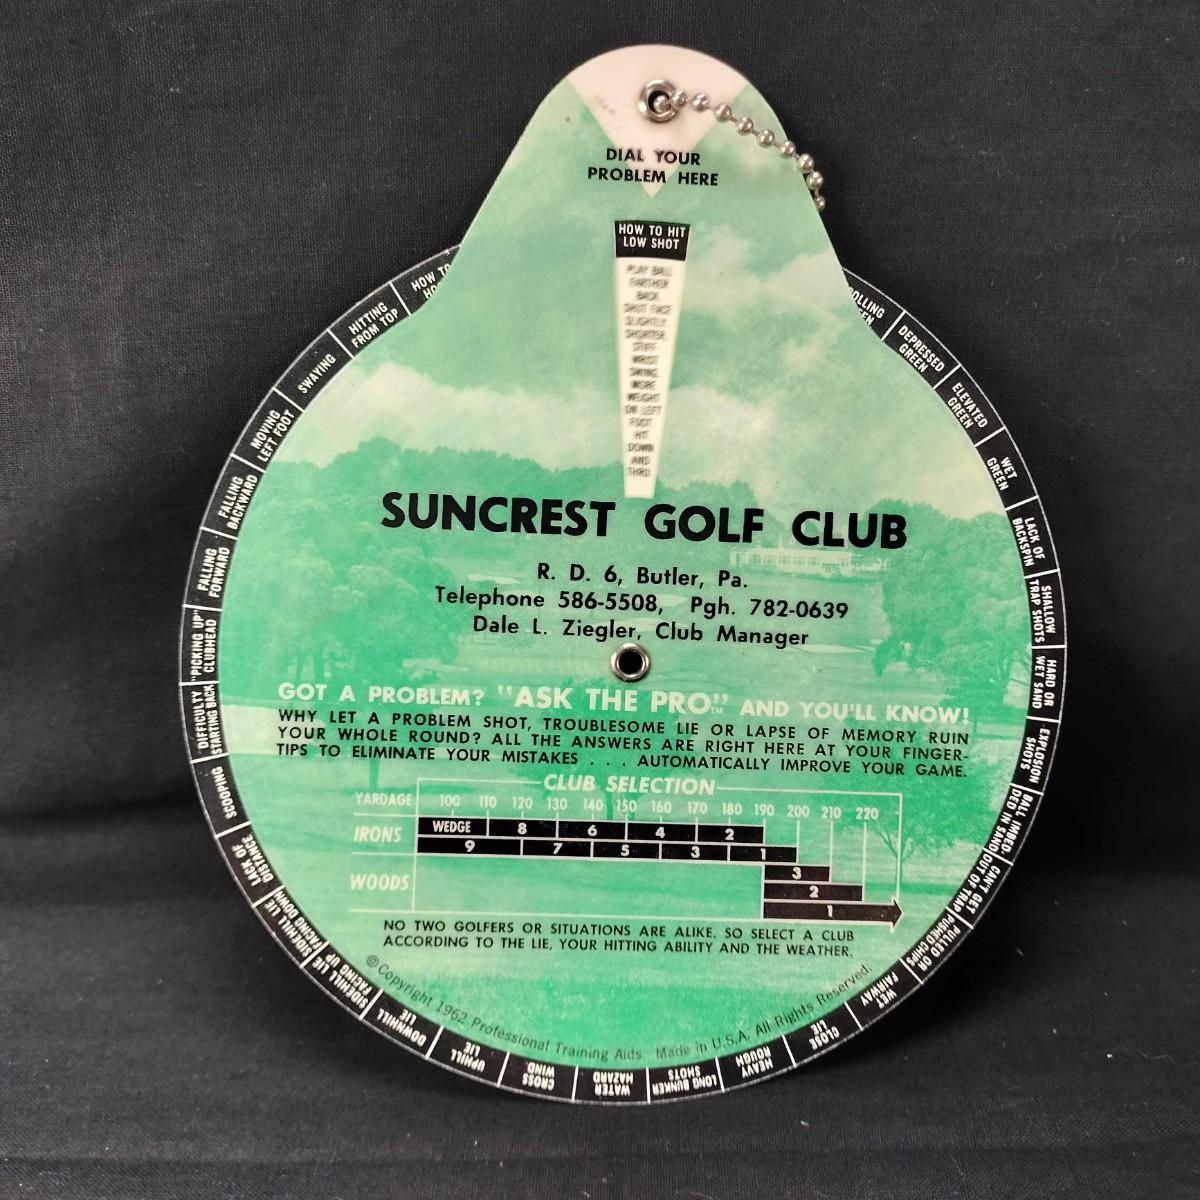 DIAL YOUR
PROBLEM HERE
HOW TO HIT
LOW SHOT
PLAY BALL
FARTHER
BACK.
SHUT FACE
SLIGHTLY.
SHORTER,
STIFF
WRIST
SWING.
MORE
WEIGHT
ON LEFT
FOOT.
HIT
DOWN
AND
THRU.
SUNCREST GOLF CLUB
R. D. 6, Butler, Pa.
Telephone 586-5508, Pgh. 782-0639
Dale L. Ziegler, Club Manager
GOT A PROBLEM? "ASK THE PRO"™ AND YOU'LL KNOW!
WHY LET A PROBLEM SHOT, TROUBLESOME LIE OR LAPSE OF MEMORY RUIN
YOUR WHOLE ROUND? ALL THE ANSWERS ARE RIGHT HERE AT YOUR FINGER-
TIPS TO ELIMINATE YOUR MISTAKES . . . AUTOMATICALLY IMPROVE YOUR GAME.
CLUB SELECTION
YARDAGE 100 110 120 130 140 150 160 170 180 190 200 210 220
IRONS WEDGE 8 6 4 2
9 7 5 3 1
WOODS 3
2
1
NO TWO GOLFERS OR SITUATIONS ARE ALIKE, SO SELECT A CLUB
ACCORDING TO THE LIE, YOUR HITTING ABILITY AND THE WEATHER.
© Copyright 1962 Professional Training Aids Made in U.S.A. All Rights Reserved.
DEPRESSED
GREEN
ELEVATED
GREEN
WET
GREEN
LACK OF
BACKSPIN
SHALLOW
TRAP SHOTS
HARD OR
WET SAND
EXPLOSION
SHOTS
BALL IMBED-
DED IN SAND
CAN'T GET
OUT OF TRAP
PULLED OR
PUSHED CHIPS
WET
FAIRWAY
CLOSE
LIE
HEAVY
ROUGH
LONG BUNKER
SHOTS
WATER
HAZARD
CROSS
WIND
UPHILL
LIE
DOWNHILL
LIE
SIDEHILL LIE
FACING UP
SIDEHILL LIE
FACING DOWN
LACK OF
DISTANCE
SCOOPING
DIFFICULTY
STARTING BACK
"PICKING UP"
CLUBHEAD
FALLING
FORWARD
FALLING
BACKWARD
MOVING
LEFT FOOT
SWAYING
HITTING
FROM TOP
HOW TO